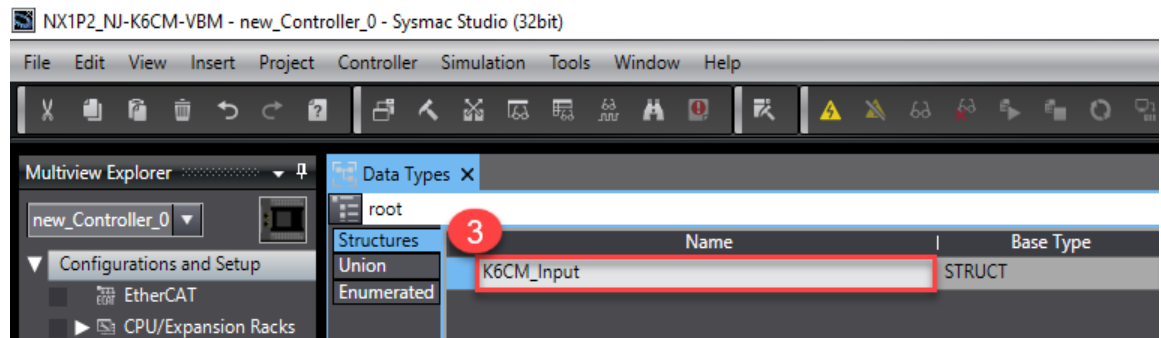 NX1P2_NJ-K6CM-VBM - new_Controller_0 - Sysmac Studio (32bit)
File Edit View Insert Project Controller Simulation Tools Window Help
Multiview Explorer
Data Types
new_Controller_0
root
3
Structures
Name
Base Type
Union
K6CM_Input
STRUCT
Enumerated
Configurations and Setup
EtherCAT
CPU/Expansion Racks